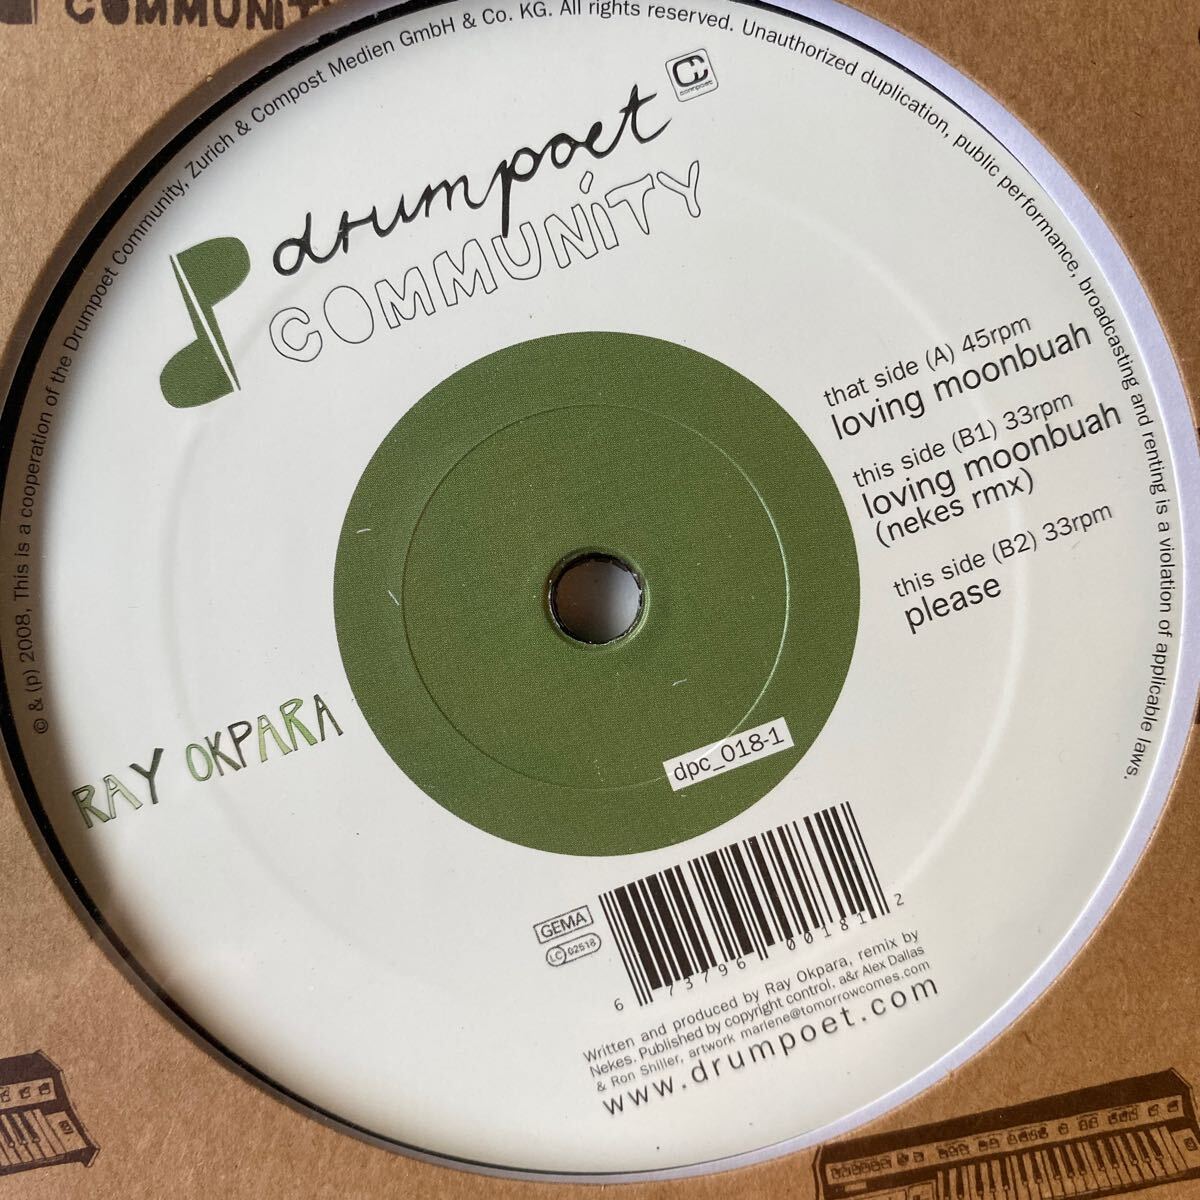 COMMUNITY
© & (p) 2008, This is a cooperation of the Drumpoet Community, Zurich & Compost Medien GmbH & Co. KG. All rights reserved. Unauthorized duplication, public performance, broadcasting and renting is a violation of applicable laws.
compost
drumpoet
COMMUNITY
that side (A) 45rpm
loving moonbuah
this side (B1) 33rpm
loving moonbuah
(nekes rmx)
this side (B2) 33rpm
please
RAY OKPARA
dpc_018-1
GEMA
LC 02518
6 73796 00181 2
Written and produced by Ray Okpara, remix by
Nekes. Published by copyright control. a&r Alex Dallas
& Ron Shiller, artwork marlene@tomorrowcomes.com
www.drumpoet.com